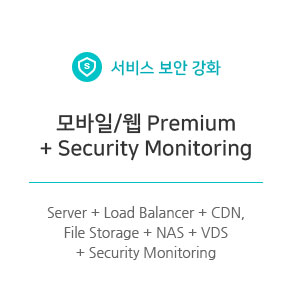 서비스 보안 강화
모바일/웹 Premium
+ Security Monitoring
Server + Load Balancer + CDN,
File Storage + NAS + VDS
+ Security Monitoring